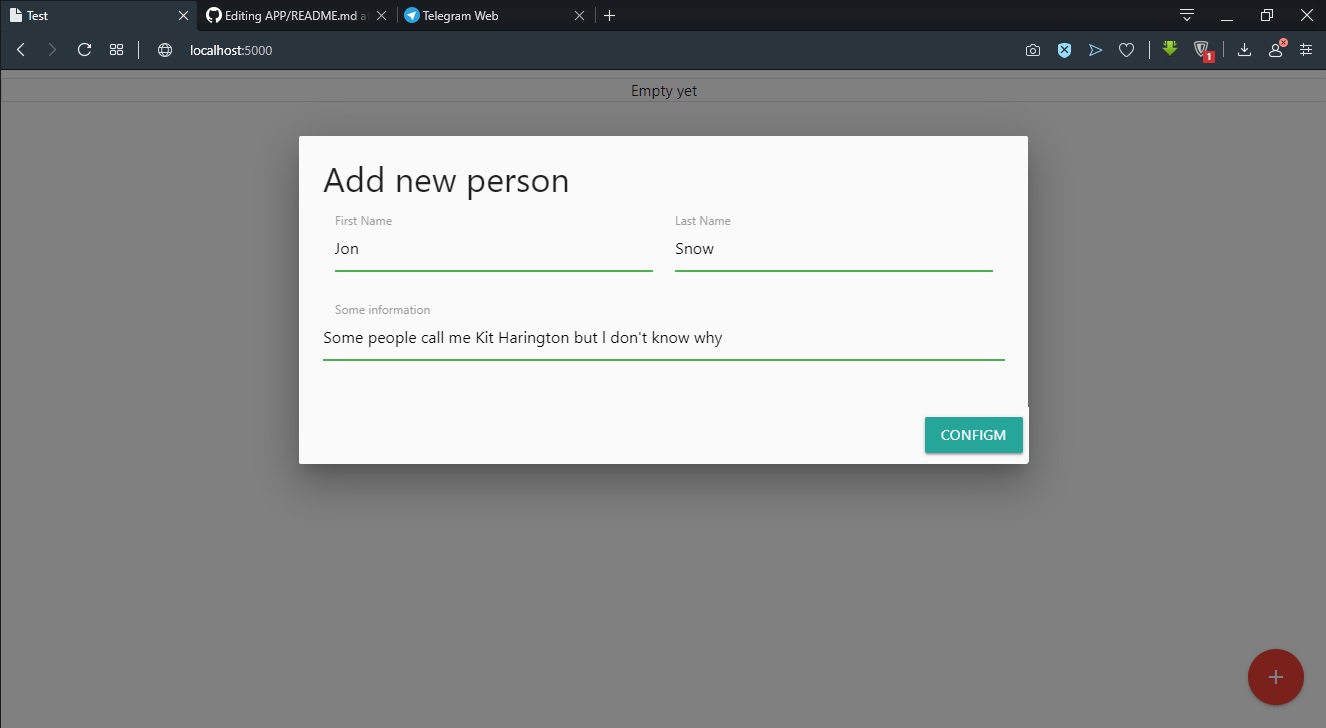 Test
Editing APP/README.md at
Telegram Web
localhost:5000
1
Empty yet
Add new person
First Name
Last Name
Jon
Snow
Some information
Some people call me Kit Harington but I don't know why
CONFIGM